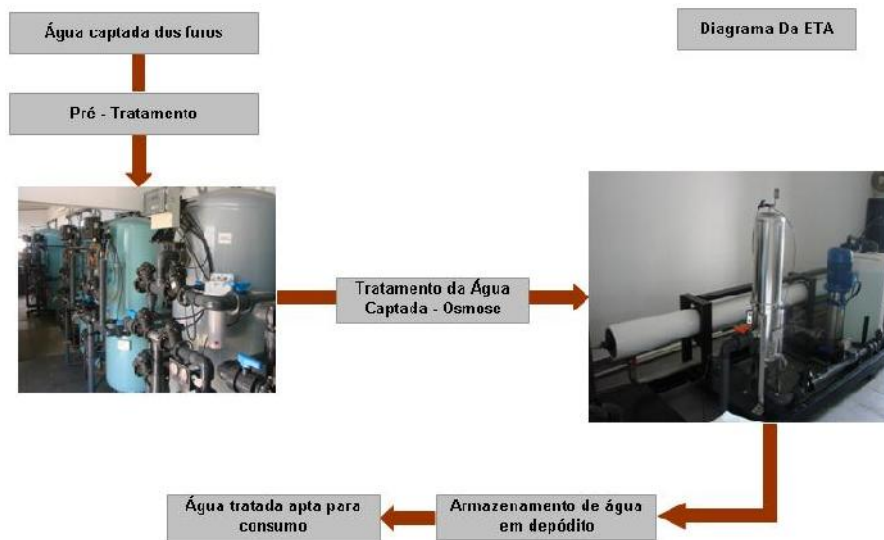 Água captada dos furos
Diagrama Da ETA
Pré - Tratamento
Tratamento da Água
Captada - Osmose
Água tratada apta para
consumo
Armazenamento de água
em depósito